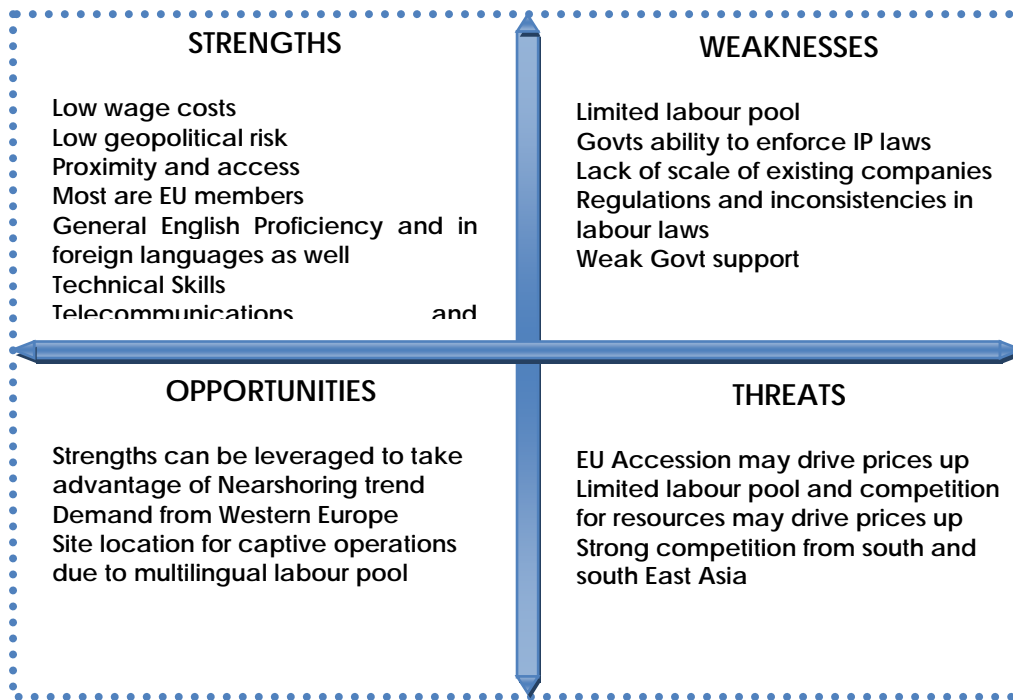 STRENGTHS
Low wage costs
Low geopolitical risk
Proximity and access
Most are EU members
General English Proficiency and in
foreign languages as well
Technical Skills
Telecommunications and
WEAKNESSES
Limited labour pool
Govts ability to enforce IP laws
Lack of scale of existing companies
Regulations and inconsistencies in
labour laws
Weak Govt support
OPPORTUNITIES
Strengths can be leveraged to take
advantage of Nearshoring trend
Demand from Western Europe
Site location for captive operations
due to multilingual labour pool
THREATS
EU Accession may drive prices up
Limited labour pool and competition
for resources may drive prices up
Strong competition from south and
south East Asia